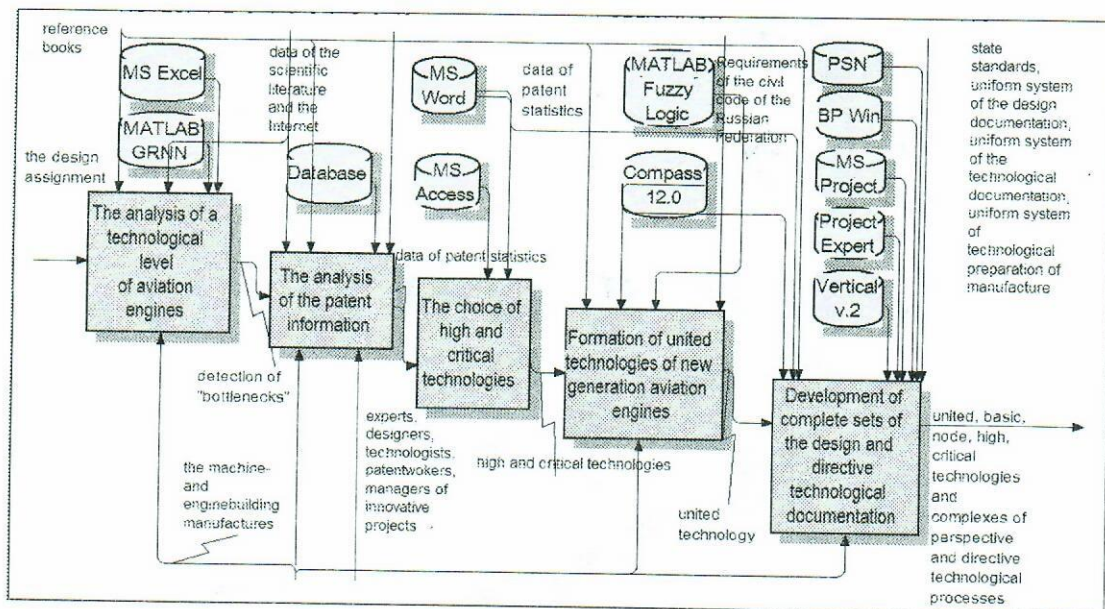 reference
books
MS Excel
MATLAB
GRNN
data of the
scientific
literature
and the
Internet
Database
MS
Word
data of
patent
statistics
MS
Access
MATLAB
Fuzzy
Logic
Requirements
of the civil
code of the
Russian
Federation
Compass
12.0
PSN
BP Win
MS
Project
Project
Expert
Vertical
v.2
state
standards,
uniform system
of the design
documentation,
uniform system
of the
technological
documentation,
uniform system
of
technological
preparation of
manufacture
the design
assignment
The analysis of a
technological
level
of aviation
engines
The analysis
of the patent
information
data of patent statistics
The choice of
high and
critical
technologies
Formation of united
technologies of new
generation aviation
engines
Development of
complete sets of
the design and
directive
technological
documentation
detection of
"bottlenecks"
the machine-
and
enginebuilding
manufactures
experts,
designers,
technologists,
patentwokers,
managers of
innovative
projects
high and critical technologies
united
technology
united, basic,
node, high,
critical
technologies
and
complexes of
perspective
and directive
technological
processes